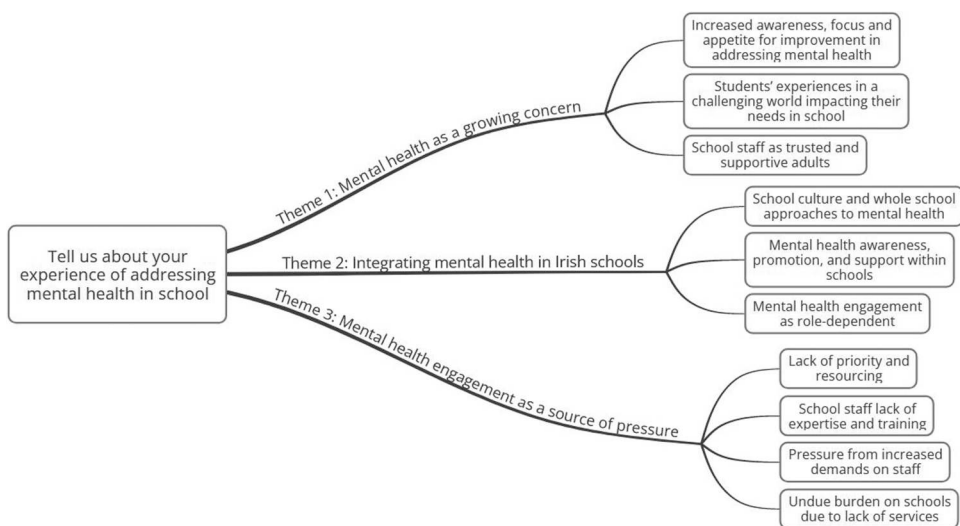 Tell us about your
experience of addressing
mental health in school
Theme 1: Mental health as a growing concern
Increased awareness, focus and
appetite for improvement in
addressing mental health
Students’ experiences in a
challenging world impacting their
needs in school
School staff as trusted and
supportive adults
Theme 2: Integrating mental health in Irish schools
School culture and whole school
approaches to mental health
Mental health awareness,
promotion, and support within
schools
Mental health engagement
as role-dependent
Theme 3: Mental health engagement as a source of pressure
Lack of priority and
resourcing
School staff lack of
expertise and training
Pressure from increased
demands on staff
Undue burden on schools
due to lack of services